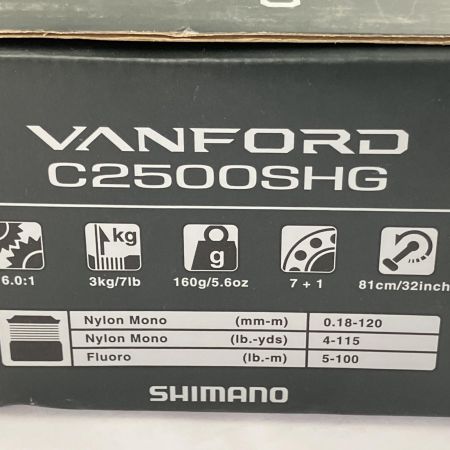 VANFORD
C2500SHG
kg
g
6.0:1
3kg/7lb
160g/5.6oz
7 + 1
81cm/32inch
Nylon Mono (mm-m) 0.18-120
Nylon Mono (lb.-yds) 4-115
Fluoro (lb.-m) 5-100
SHIMANO